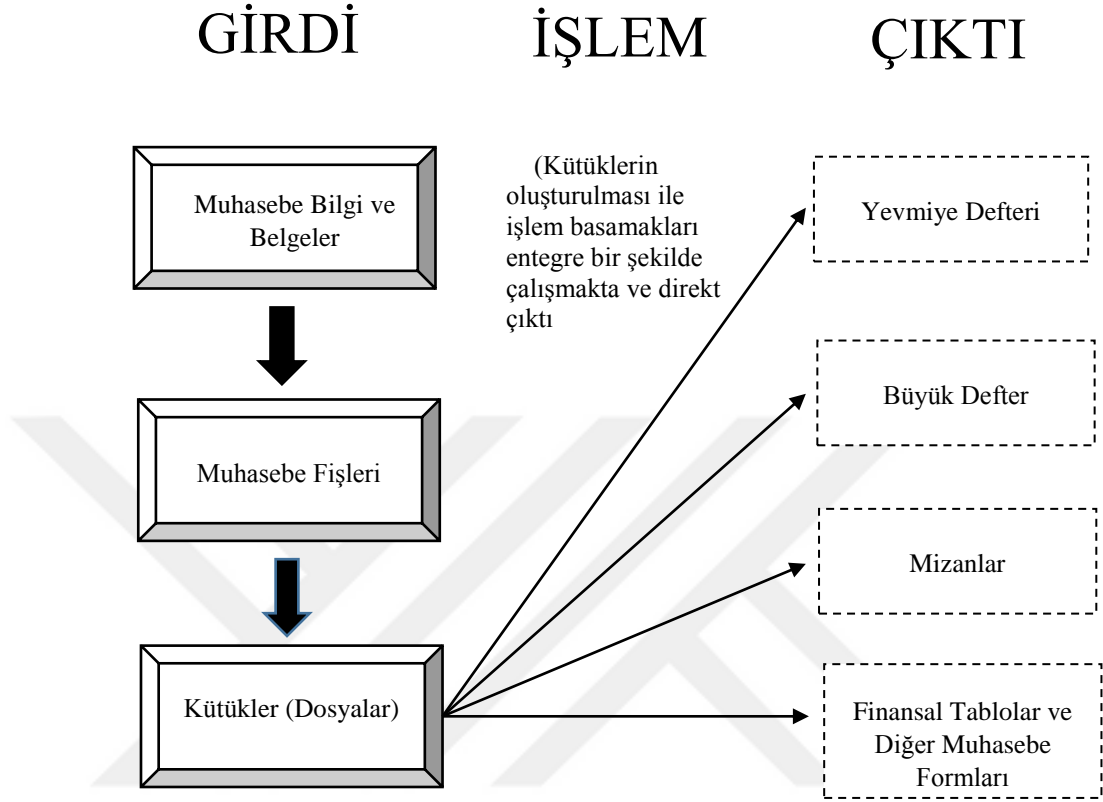 GİRDİ
İŞLEM
ÇIKTI
Muhasebe Bilgi ve
Belgeler
Muhasebe Fişleri
Kütükler (Dosyalar)
(Kütüklerin
oluşturulması ile
işlem basamakları
entegre bir şekilde
çalışmakta ve direkt
çıktı
Yevmiye Defteri
Büyük Defter
Mizanlar
Finansal Tablolar ve
Diğer Muhasebe
Formları